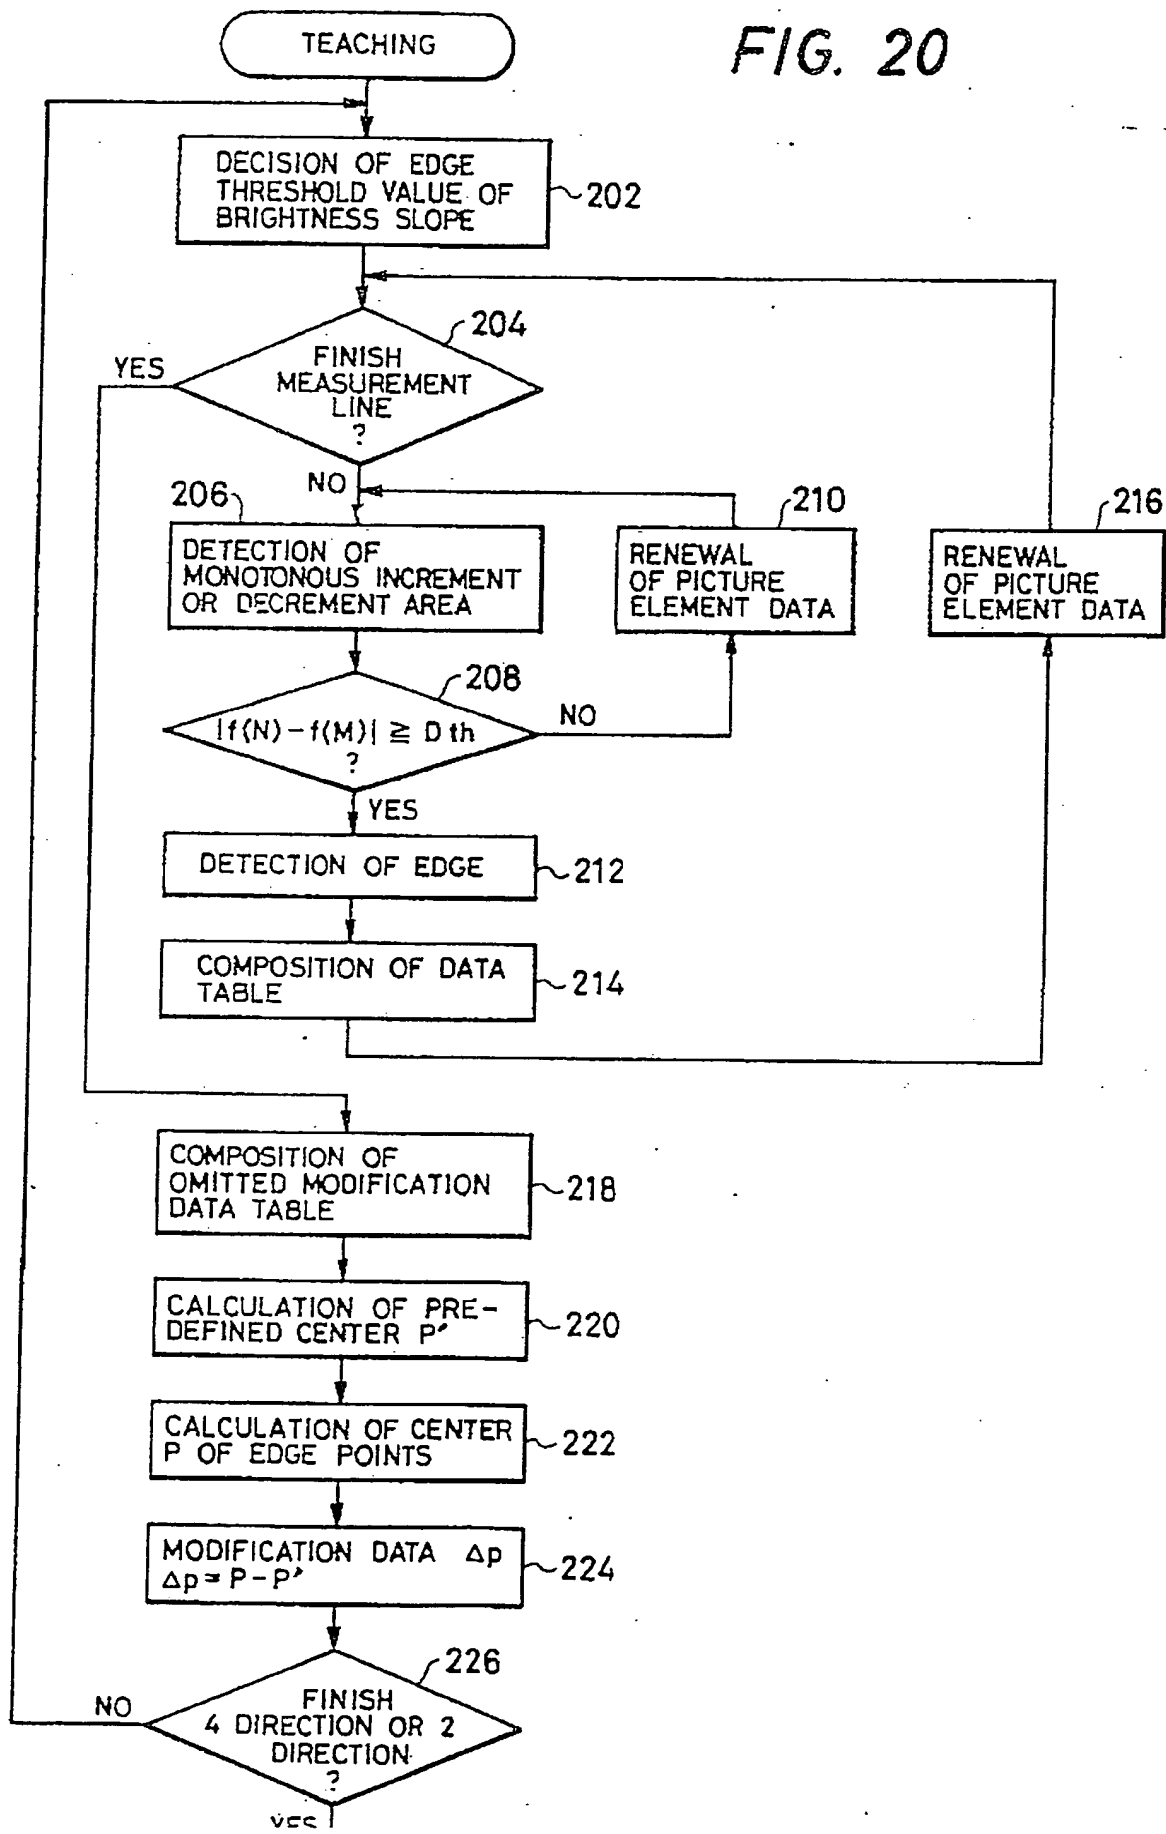 TEACHING
FIG. 20
DECISION OF EDGE
THRESHOLD VALUE OF
BRIGHTNESS SLOPE
202
204
YES
FINISH
MEASUREMENT
LINE
?
NO
206
210
216
DETECTION OF
MONOTONOUS INCREMENT
OR DECREMENT AREA
RENEWAL
OF PICTURE
ELEMENT DATA
RENEWAL
OF PICTURE
ELEMENT DATA
208
|f(N) – f(M)| ≧ Dth
?
NO
YES
DETECTION OF EDGE
212
COMPOSITION OF DATA
TABLE
214
COMPOSITION OF
OMITTED MODIFICATION
DATA TABLE
218
CALCULATION OF PRE-
DEFINED CENTER P'
220
CALCULATION OF CENTER
P OF EDGE POINTS
222
MODIFICATION DATA Δp
Δp = P – P'
224
226
NO
FINISH
4 DIRECTION OR 2
DIRECTION
?
YES